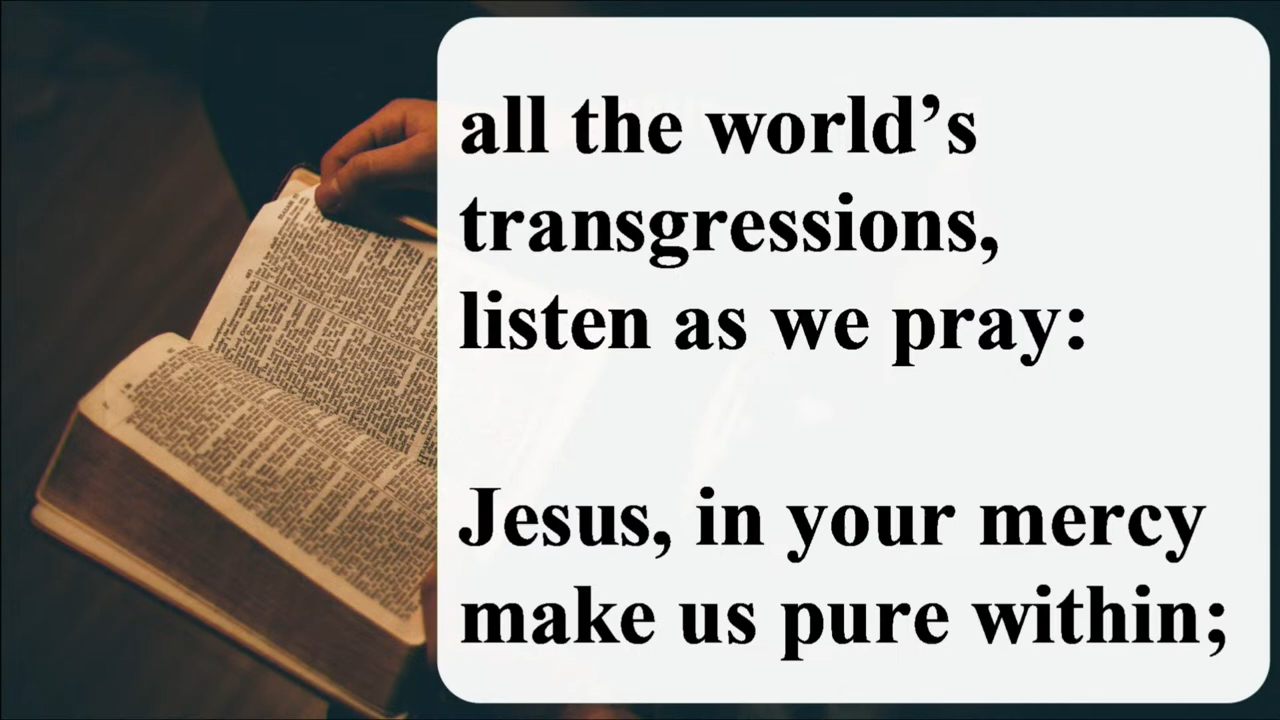 all the world’s
transgressions,
listen as we pray:
Jesus, in your mercy
make us pure within;